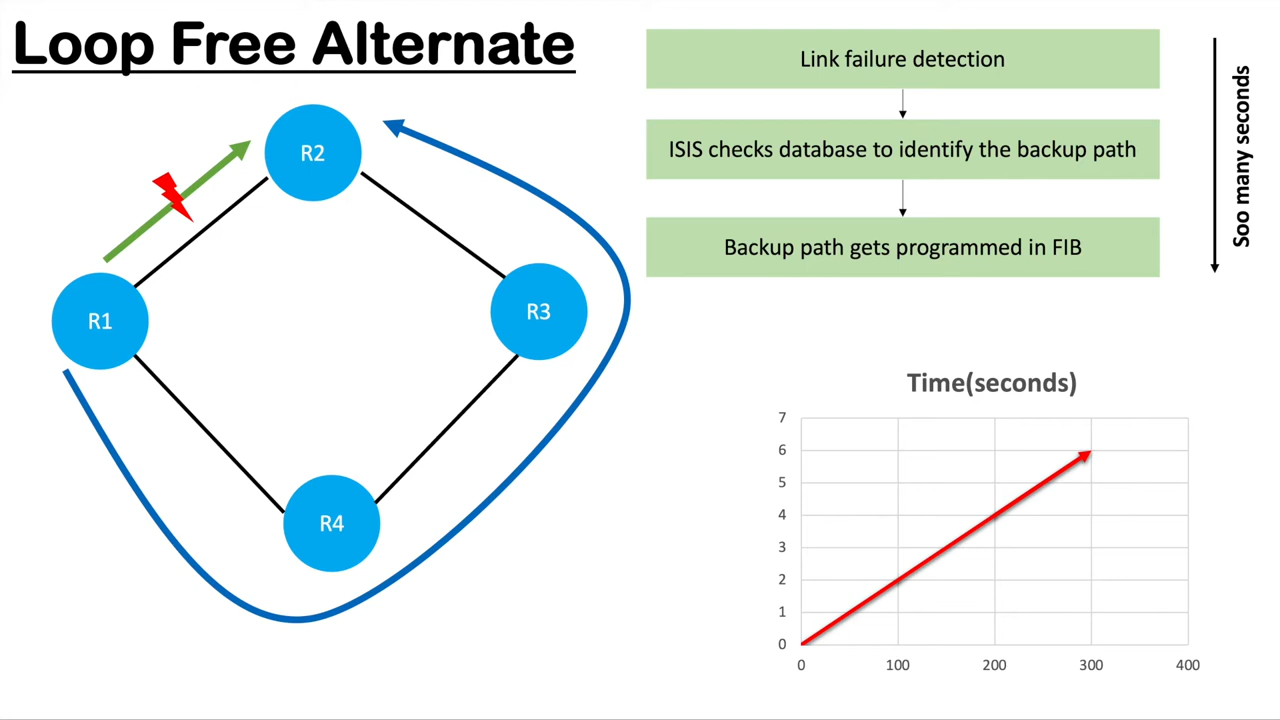 Loop Free Alternate
R2
R1
R3
R4
Link failure detection
ISIS checks database to identify the backup path
Backup path gets programmed in FIB
Soo many seconds
Time(seconds)
7
6
5
4
3
2
1
0
0 100 200 300 400